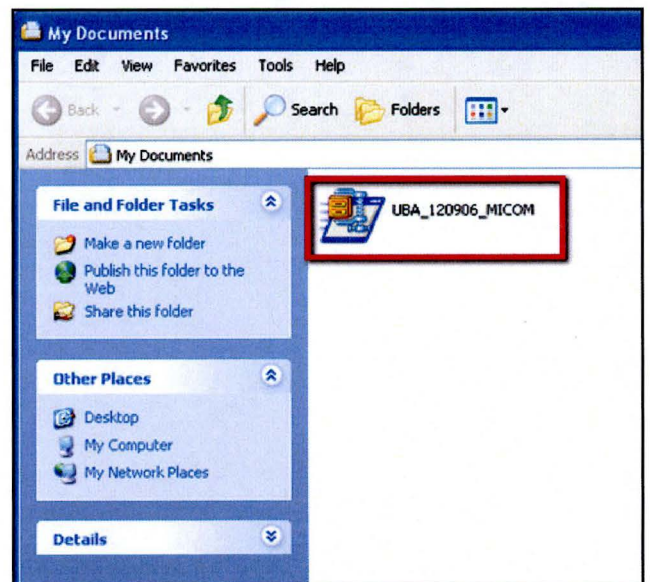 My Documents
File Edit View Favorites Tools Help
Back Search Folders
Address My Documents
File and Folder Tasks
Make a new folder
Publish this folder to the
Web
Share this folder
Other Places
Desktop
My Computer
My Network Places
Details
UBA_120906_MICOM